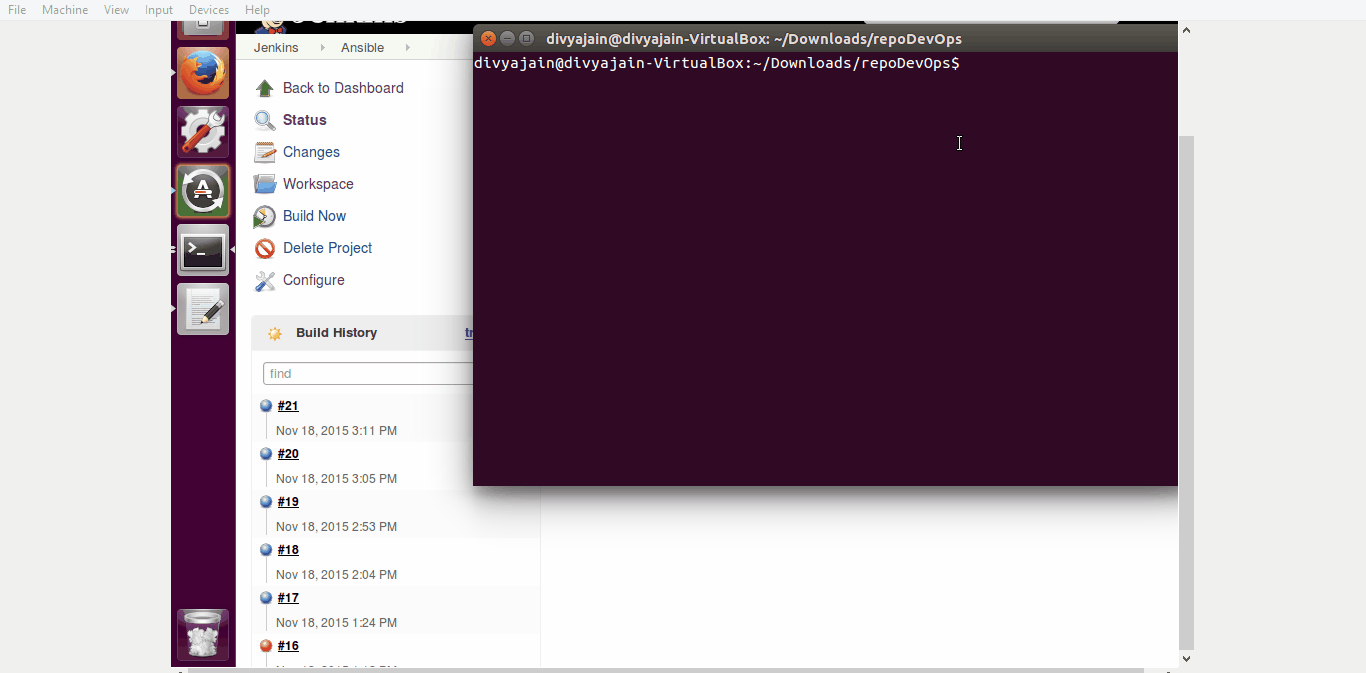 File Machine View Input Devices Help
Jenkins Ansible
divyajain@divyajain-VirtualBox: ~/Downloads/repoDevOps
divyajain@divyajain-VirtualBox:~/Downloads/repoDevOps$
Back to Dashboard
Status
Changes
Workspace
Build Now
Delete Project
Configure
Build History tr
find
#21
Nov 18, 2015 3:11 PM
#20
Nov 18, 2015 3:05 PM
#19
Nov 18, 2015 2:53 PM
#18
Nov 18, 2015 2:04 PM
#17
Nov 18, 2015 1:24 PM
#16